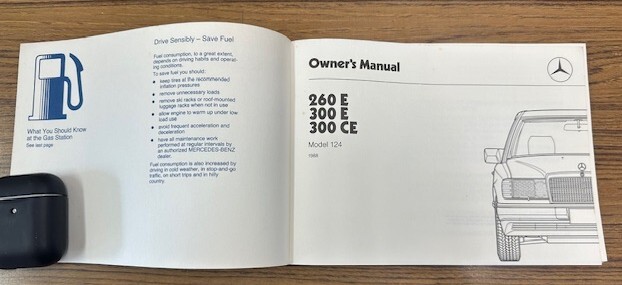 Drive Sensibly – Save Fuel
Fuel consumption, to a great extent,
depends on driving habits and operat-
ing conditions.
To save fuel you should:
♦ keep tires at the recommended
inflation pressures
♦ remove unnecessary loads
♦ remove ski racks or roof-mounted
luggage racks when not in use
♦ allow engine to warm up under low
load use
♦ avoid frequent acceleration and
deceleration
♦ have all maintenance work
performed at regular intervals by
an authorized MERCEDES-BENZ
dealer.
Fuel consumption is also increased by
driving in cold weather, in stop-and-go
traffic, on short trips and in hilly
country.
What You Should Know
at the Gas Station
See last page
Owner's Manual
260 E
300 E
300 CE
Model 124